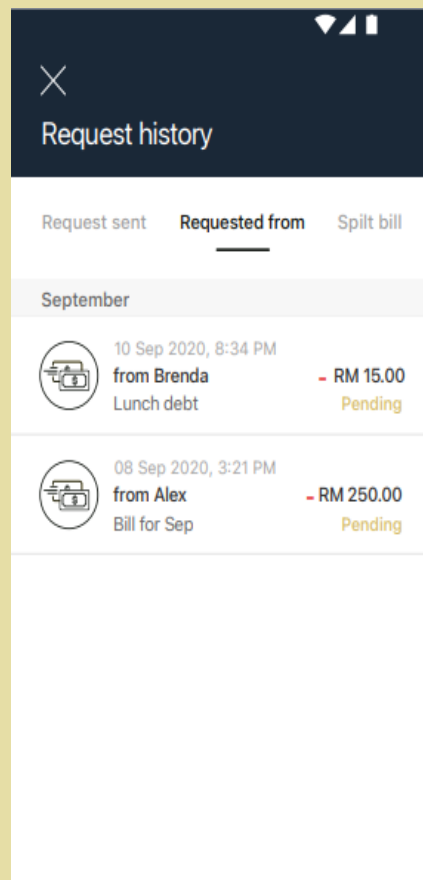 Request history
Request sent Requested from Spilt bill
September
10 Sep 2020, 8:34 PM
from Brenda - RM 15.00
Lunch debt Pending
08 Sep 2020, 3:21 PM
from Alex - RM 250.00
Bill for Sep Pending